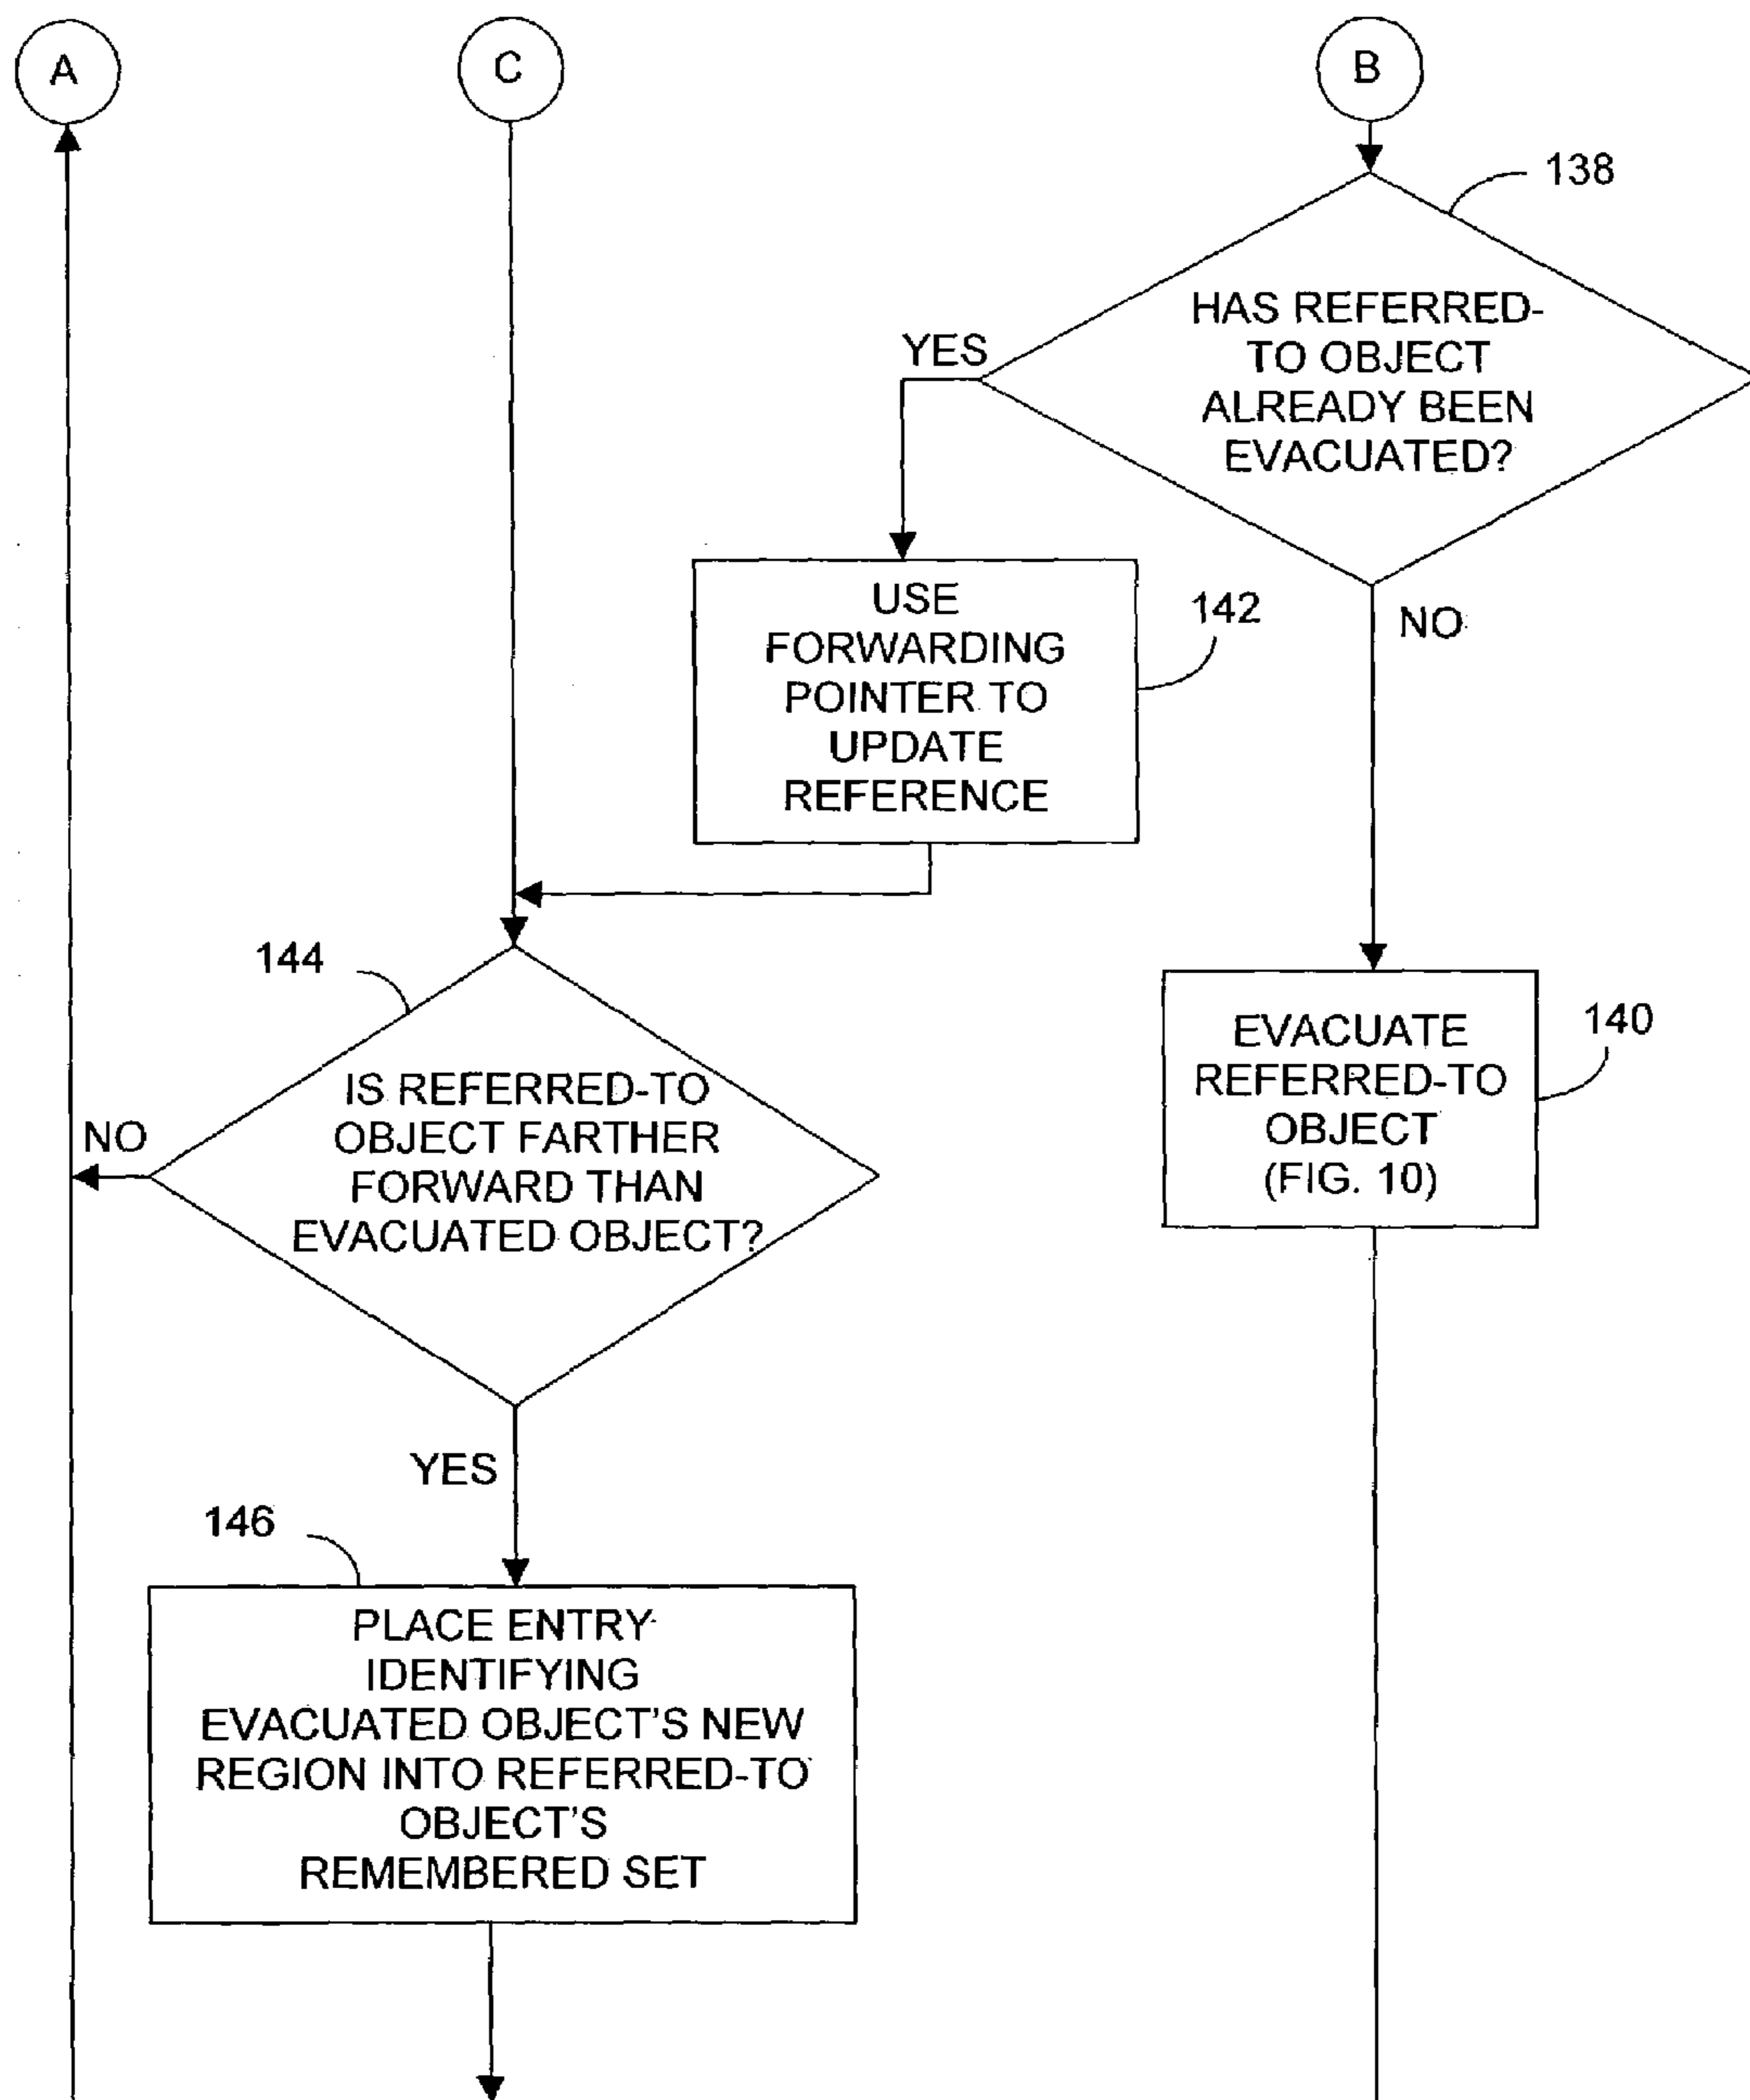 A
C
B
138
HAS REFERRED-
TO OBJECT
ALREADY BEEN
EVACUATED?
YES
NO
USE
FORWARDING
POINTER TO
UPDATE
REFERENCE
142
144
IS REFERRED-TO
OBJECT FARTHER
FORWARD THAN
EVACUATED OBJECT?
NO
YES
EVACUATE
REFERRED-TO
OBJECT
(FIG. 10)
140
146
PLACE ENTRY
IDENTIFYING
EVACUATED OBJECT'S NEW
REGION INTO REFERRED-TO
OBJECT'S
REMEMBERED SET